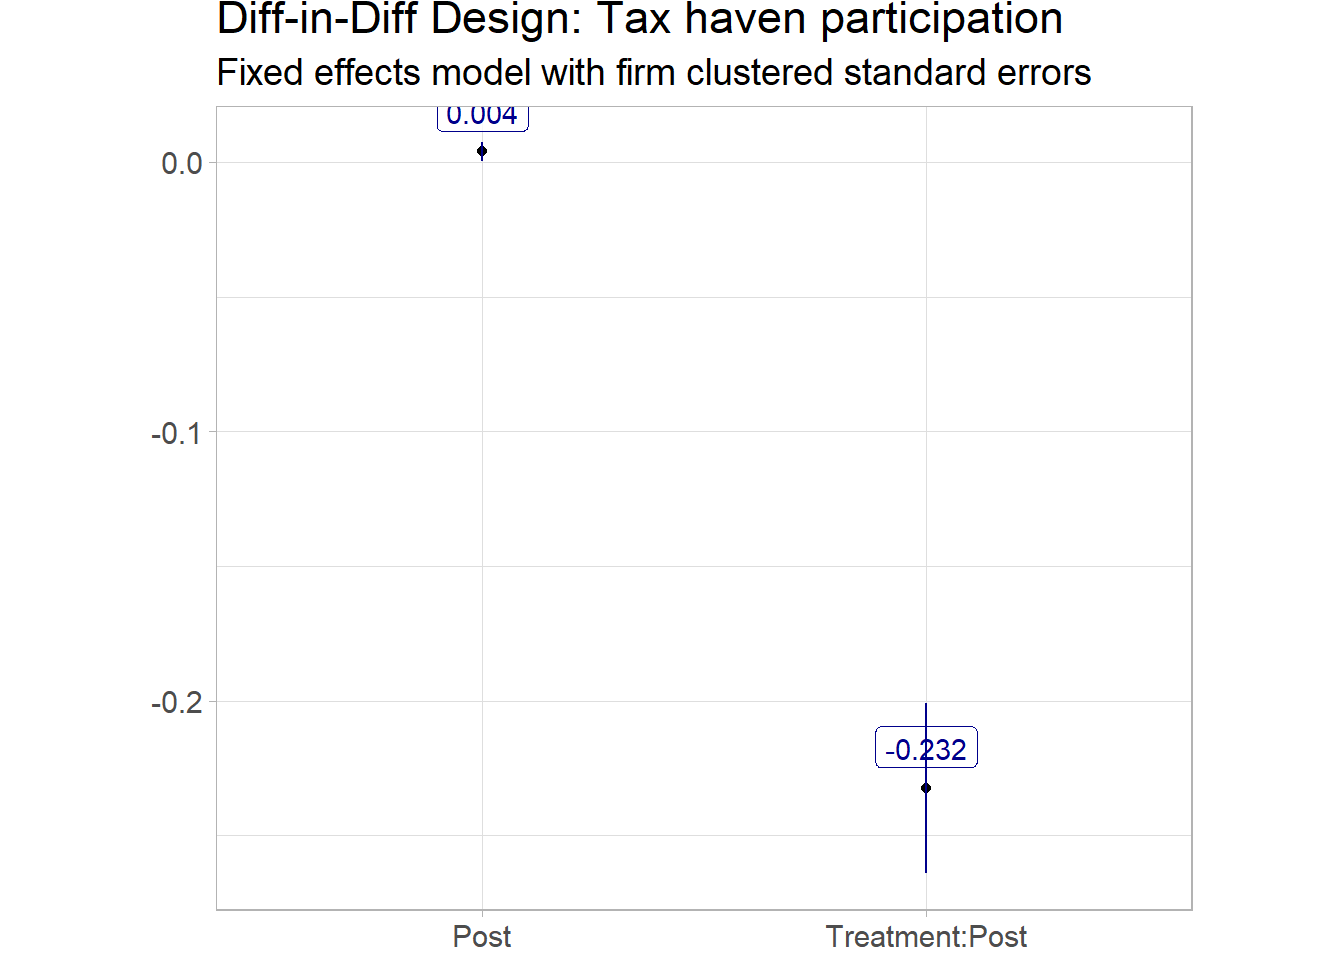 Diff-in-Diff Design: Tax haven participation
Fixed effects model with firm clustered standard errors
0.004
0.0
-0.1
-0.2
-0.232
Post
Treatment:Post